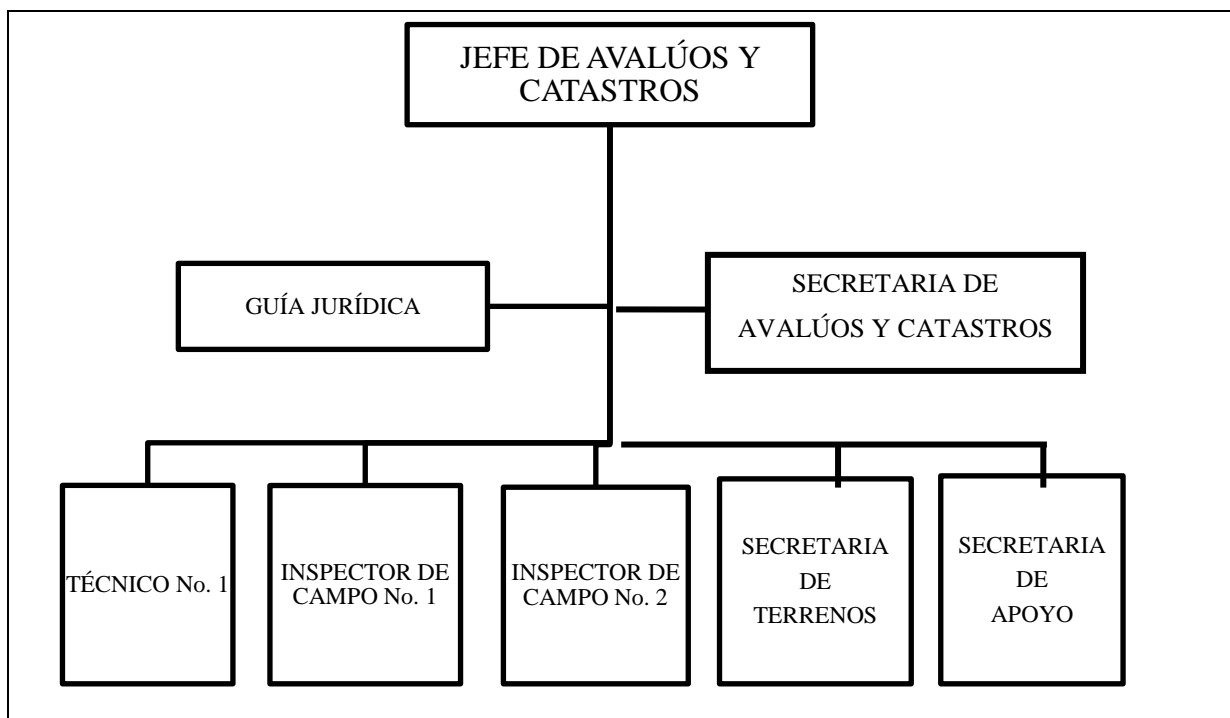 JEFE DE AVALÚOS Y
CATASTROS
GUÍA JURÍDICA
SECRETARIA DE
AVALÚOS Y CATASTROS
TÉCNICO No. 1
INSPECTOR DE
CAMPO No. 1
INSPECTOR DE
CAMPO No. 2
SECRETARIA
DE
TERRENOS
SECRETARIA
DE
APOYO